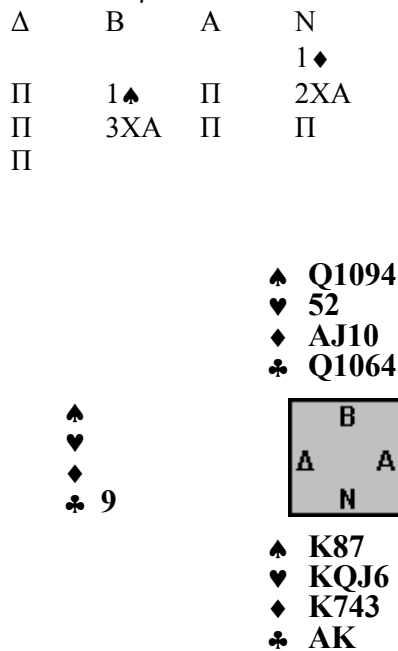 Δ Β Α Ν
1♦
Π 1♠ Π 2ΧΑ
Π 3ΧΑ Π Π
Π
♠ Q1094
♥ 52
♦ AJ10
♣ Q1064
♠
♥
♦
♣ 9
Β
Δ Α
Ν
♠ K87
♥ KQJ6
♦ K743
♣ AK